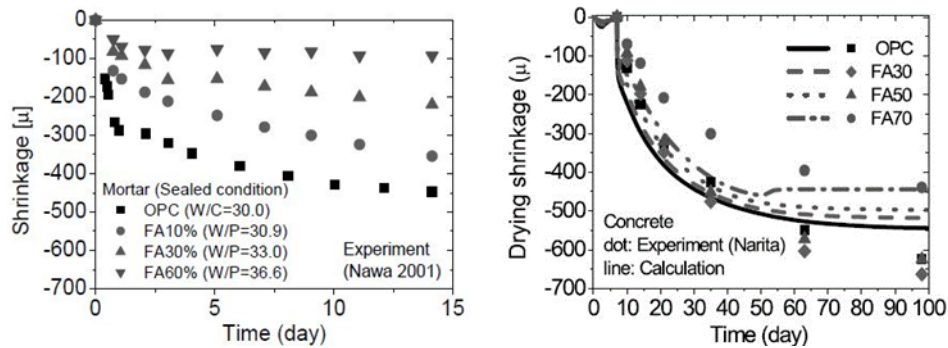 0
-100
-200
-300
-400
-500
-600
-700
Shrinkage [μ]
Mortar (Sealed condition)
OPC (W/C=30.0)
FA10% (W/P=30.9)
FA30% (W/P=33.0)
FA60% (W/P=36.6)
Experiment
(Nawa 2001)
0 5 10 15
Time (day)
0
-100
-200
-300
-400
-500
-600
-700
Drying shrinkage (μ)
OPC
FA30
FA50
FA70
Concrete
dot: Experiment (Narita)
line: Calculation
0 10 20 30 40 50 60 70 80 90 100
Time (day)